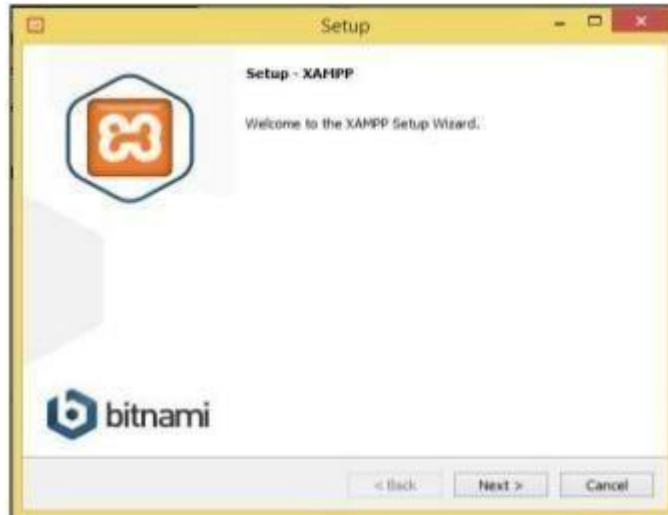 Setup
Setup - XAMPP
Welcome to the XAMPP Setup Wizard.
bitnami
< Back
Next >
Cancel